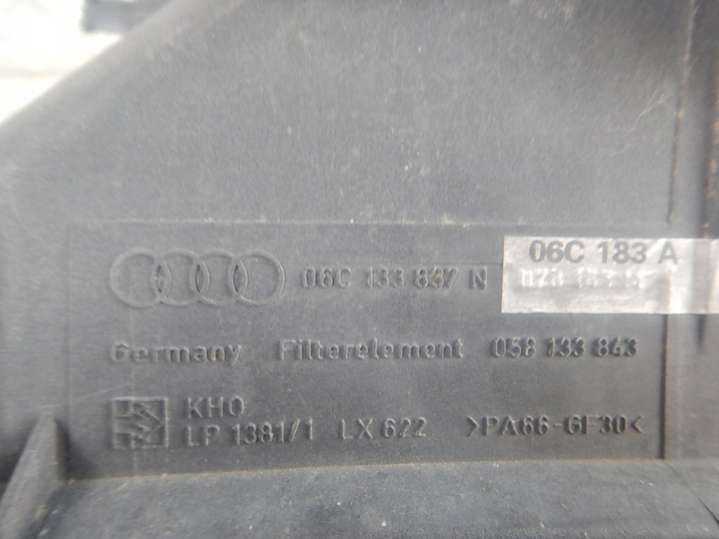 06C 183 A
06C 133 837 N
Germany Filterelement 058 133 843
KHO
LP 1381/1 LX 622 >PA66-GF30<